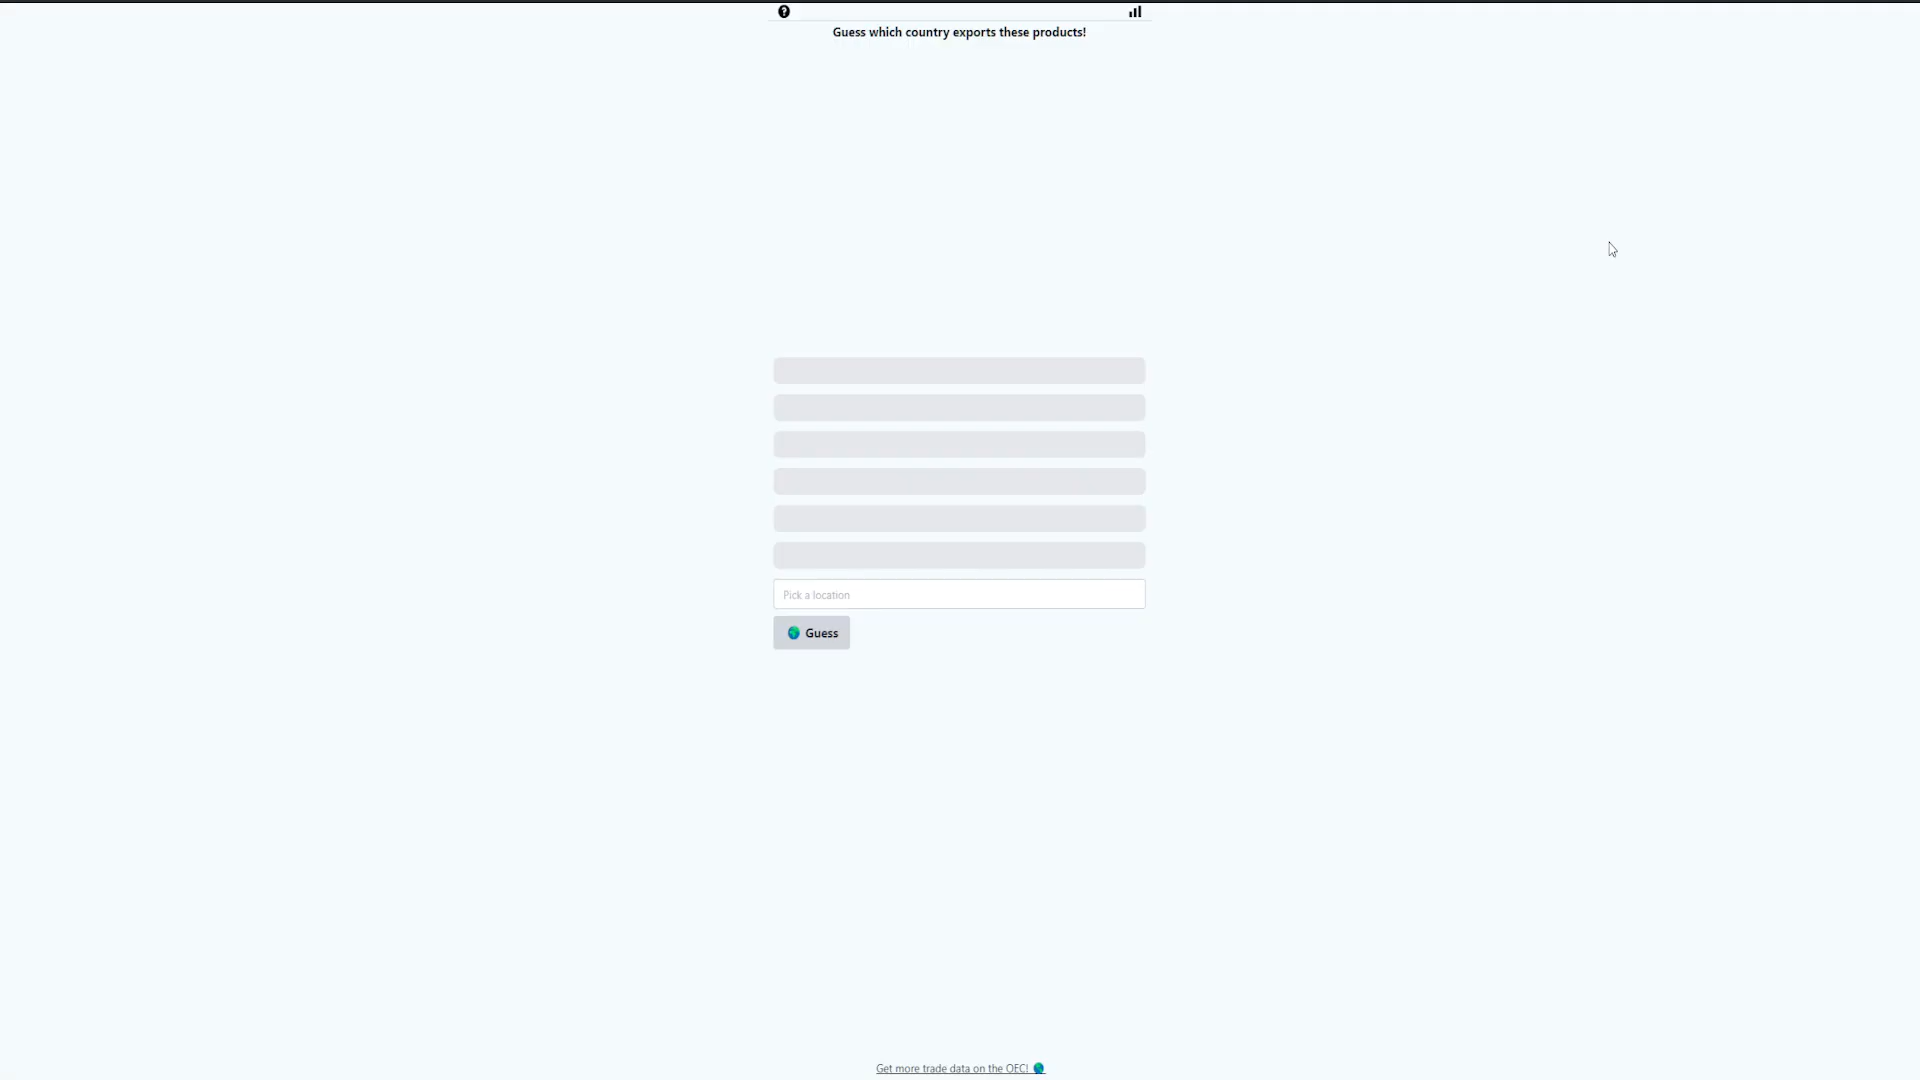 Guess which country exports these products!
Pick a location
Guess
Get more trade data on the OEC!